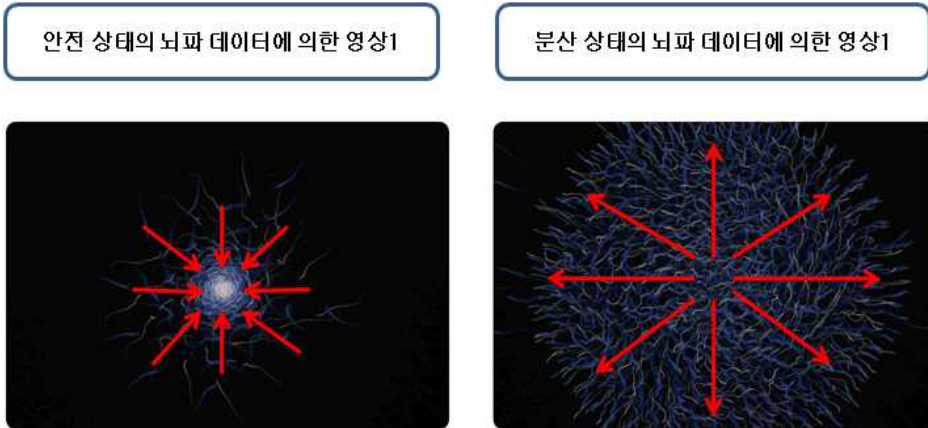 안전 상태의 뇌파 데이터에 의한 영상1
분산 상태의 뇌파 데이터에 의한 영상1